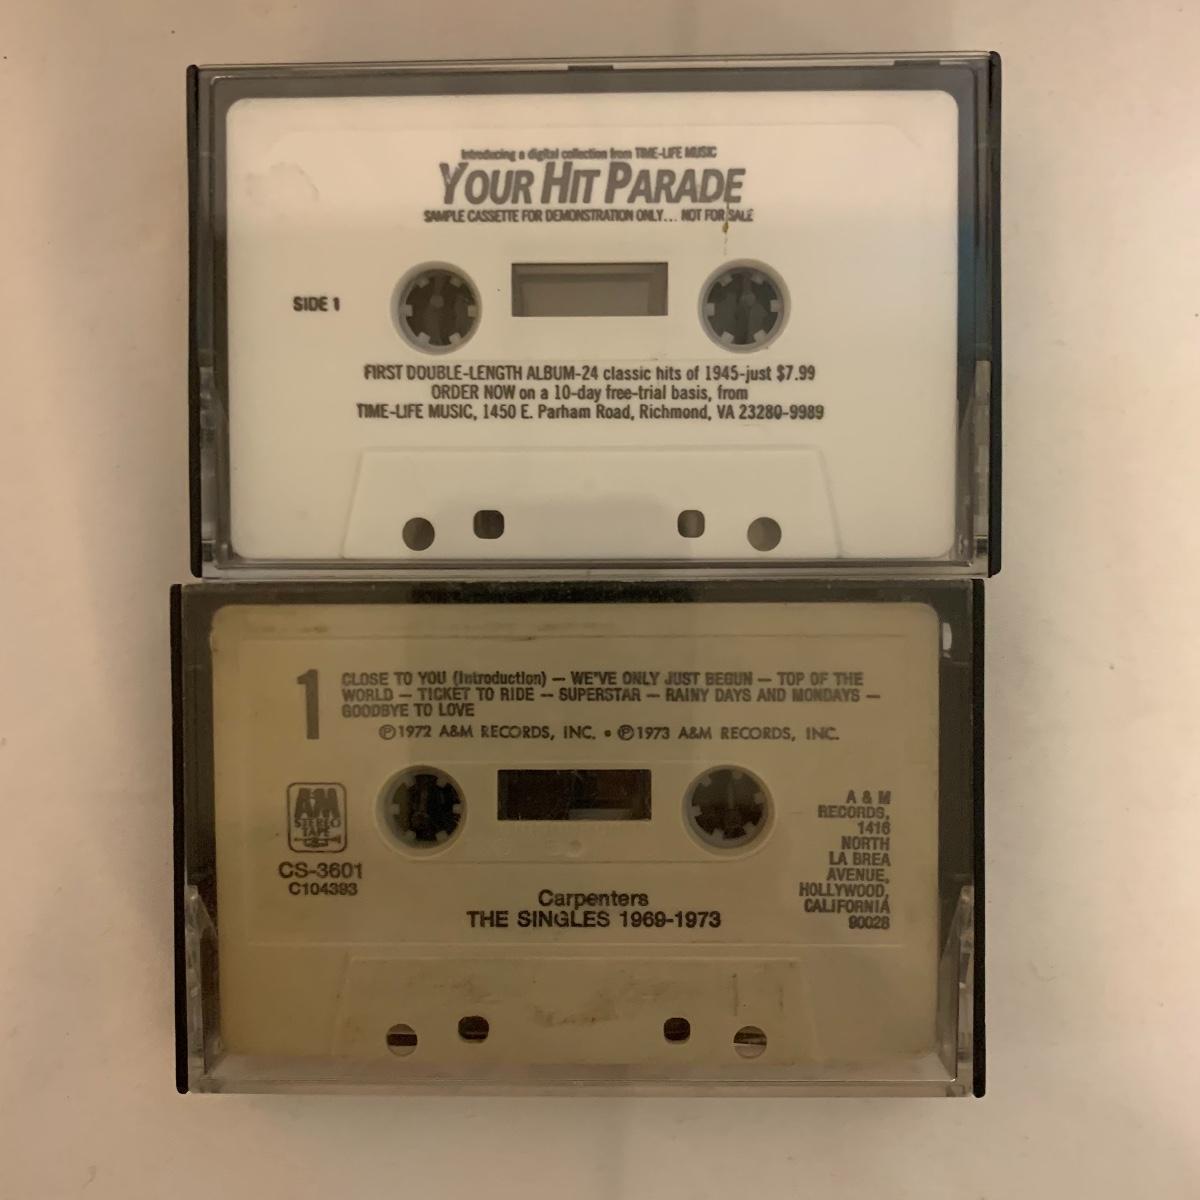 Introducing a digital collection from TIME-LIFE MUSIC
YOUR HIT PARADE
SAMPLE CASSETTE FOR DEMONSTRATION ONLY... NOT FOR SALE
SIDE 1
FIRST DOUBLE-LENGTH ALBUM-24 classic hits of 1945-just $7.99
ORDER NOW on a 10-day free-trial basis, from
TIME-LIFE MUSIC, 1450 E. Parham Road, Richmond, VA 23280-9989
1
CLOSE TO YOU (Introduction) — WE'VE ONLY JUST BEGUN — TOP OF THE
WORLD — TICKET TO RIDE — SUPERSTAR — RAINY DAYS AND MONDAYS —
GOODBYE TO LOVE
℗1972 A&M RECORDS, INC. • ℗1973 A&M RECORDS, INC.
A&M
STEREO
TAPE
CS-3601
C104393
A & M
RECORDS,
1416
NORTH
LA BREA
AVENUE,
HOLLYWOOD,
CALIFORNIA
90028
Carpenters
THE SINGLES 1969-1973